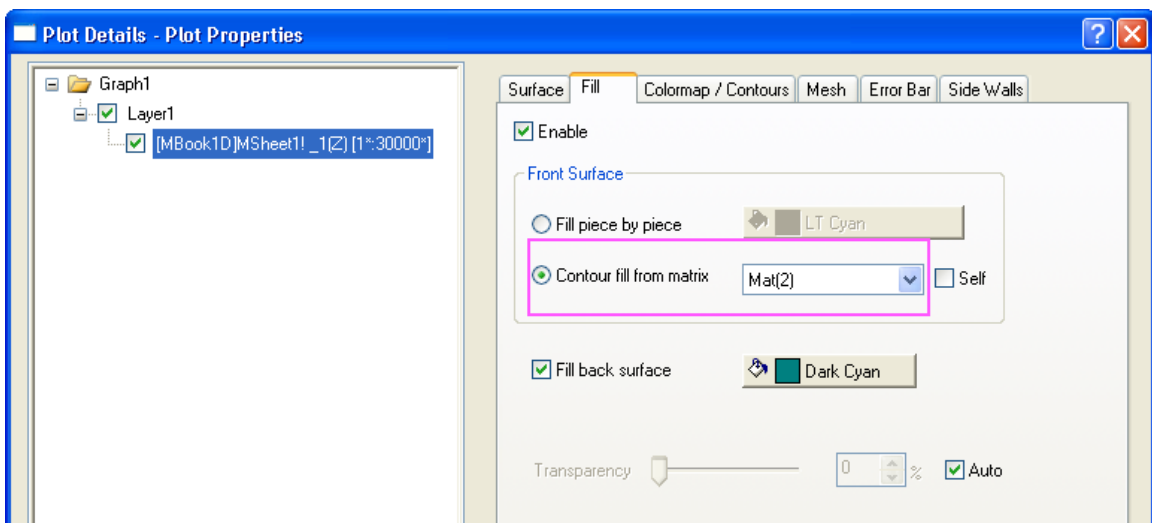 Plot Details - Plot Properties
Graph1
Layer1
[MBook1D]MSheet1! _1(Z) [1*:30000*]
Surface Fill Colormap / Contours Mesh Error Bar Side Walls
Enable
Front Surface
Fill piece by piece LT Cyan
Contour fill from matrix Mat(2) Self
Fill back surface Dark Cyan
Transparency 0 % Auto